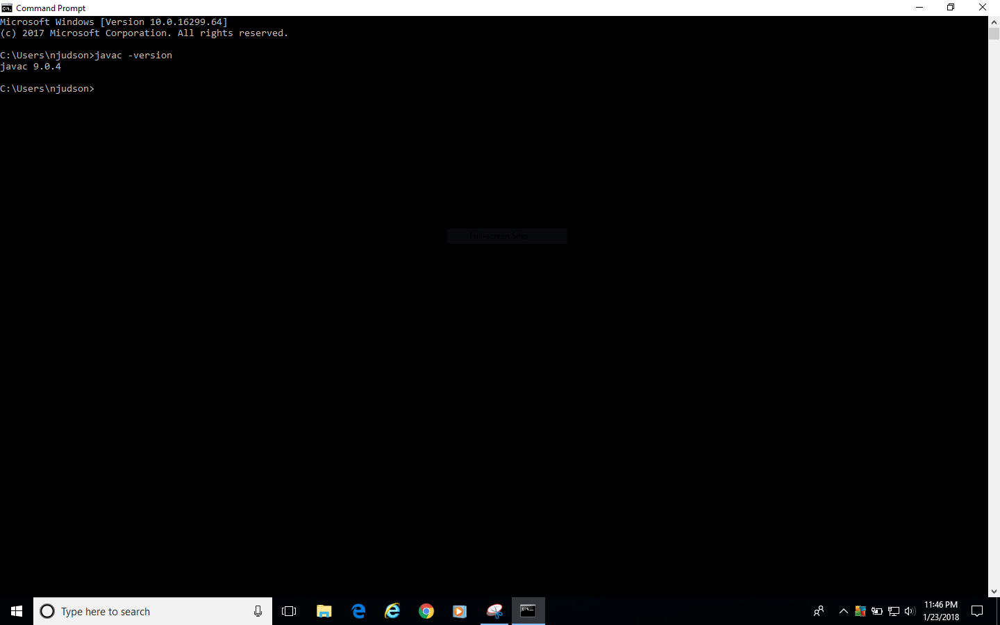 Command Prompt
Microsoft Windows [Version 10.0.16299.64]
(c) 2017 Microsoft Corporation. All rights reserved.
C:\Users\njudson>javac -version
javac 9.0.4
C:\Users\njudson>
Full-screen Snip
Type here to search
11:46 PM
1/23/2018